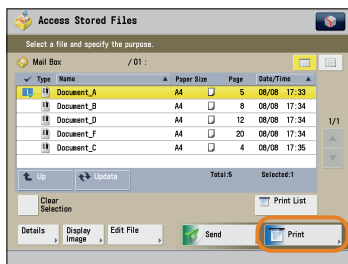 Access Stored Files
Select a file and specify the purpose.
Mail Box / 01 :
Type Name Paper Size Page Date/Time
1 Document_A A4 5 08/08 17:33
Document_B A4 8 08/08 17:34
Document_D A4 12 08/08 17:34
Document_F A4 20 08/08 17:34
Document_C A4 4 08/08 17:35
1/1
Up Update Total:5 Selected:1
Clear Selection
Print List
Details Display Image Edit File Send Print